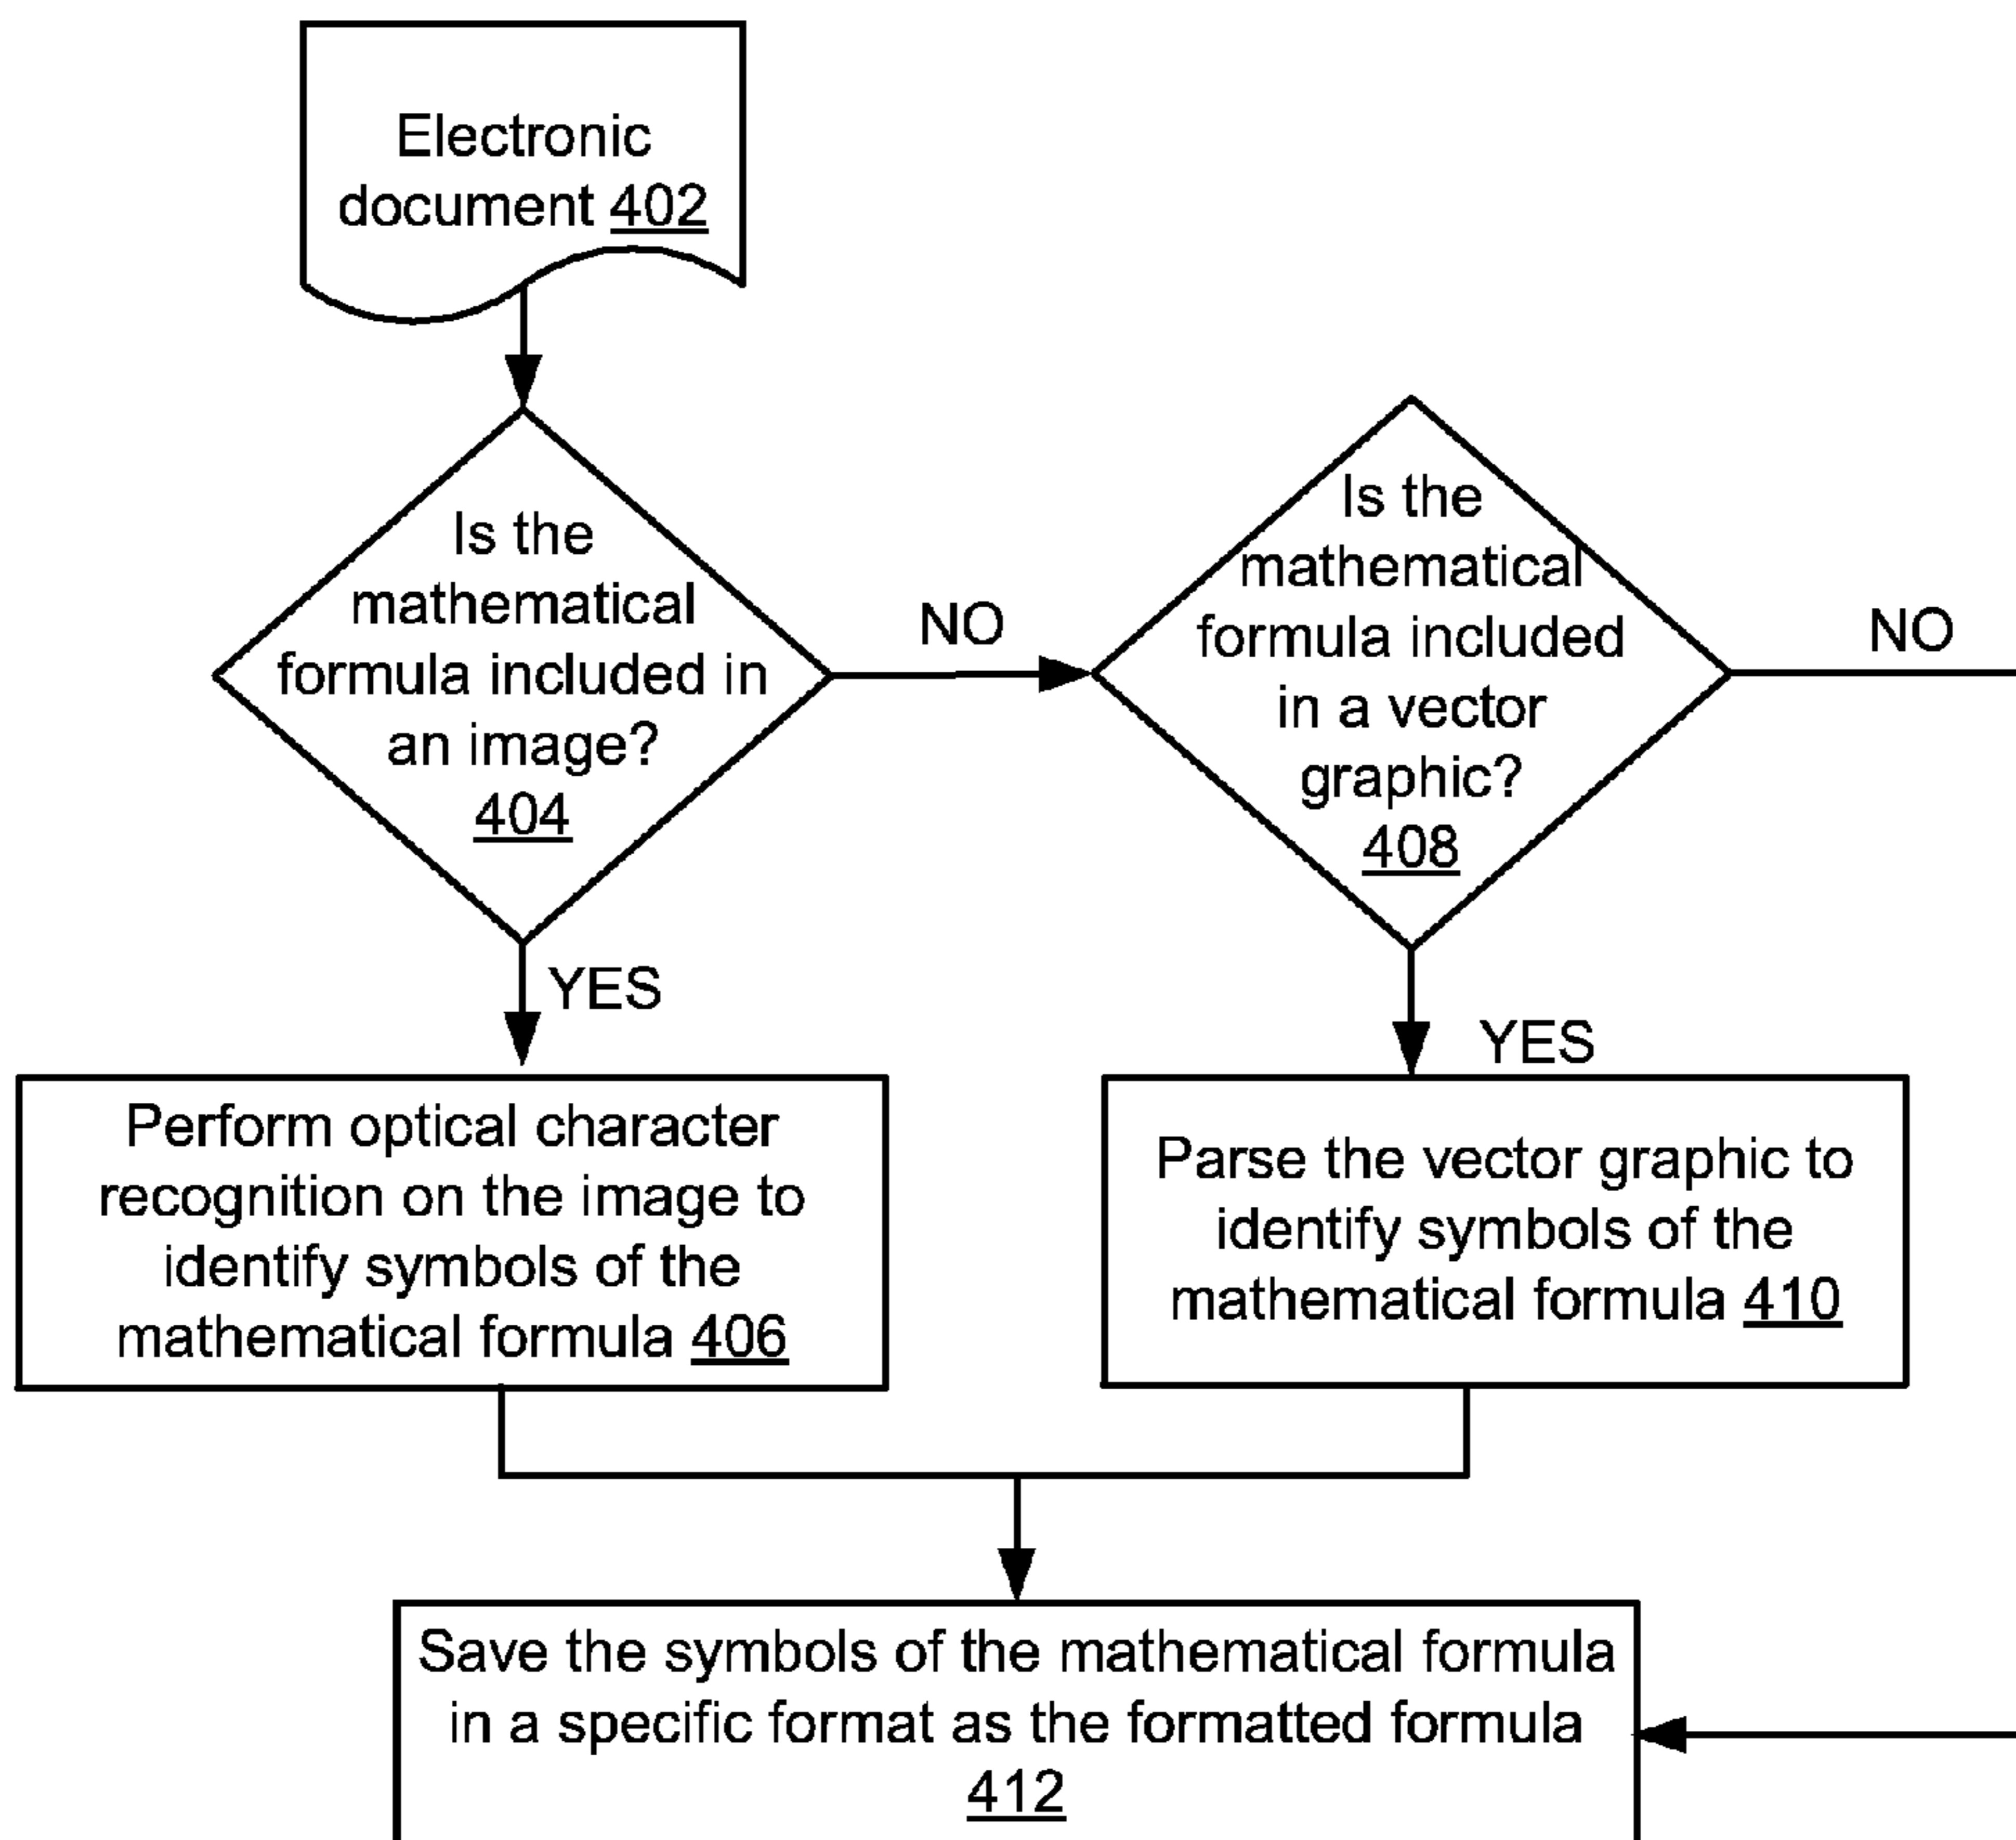 Electronic
document 402
Is the
mathematical
formula included in
an image?
404
NO
Is the
mathematical
formula included
in a vector
graphic?
408
NO
YES
YES
Perform optical character
recognition on the image to
identify symbols of the
mathematical formula 406
Parse the vector graphic to
identify symbols of the
mathematical formula 410
Save the symbols of the mathematical formula
in a specific format as the formatted formula
412